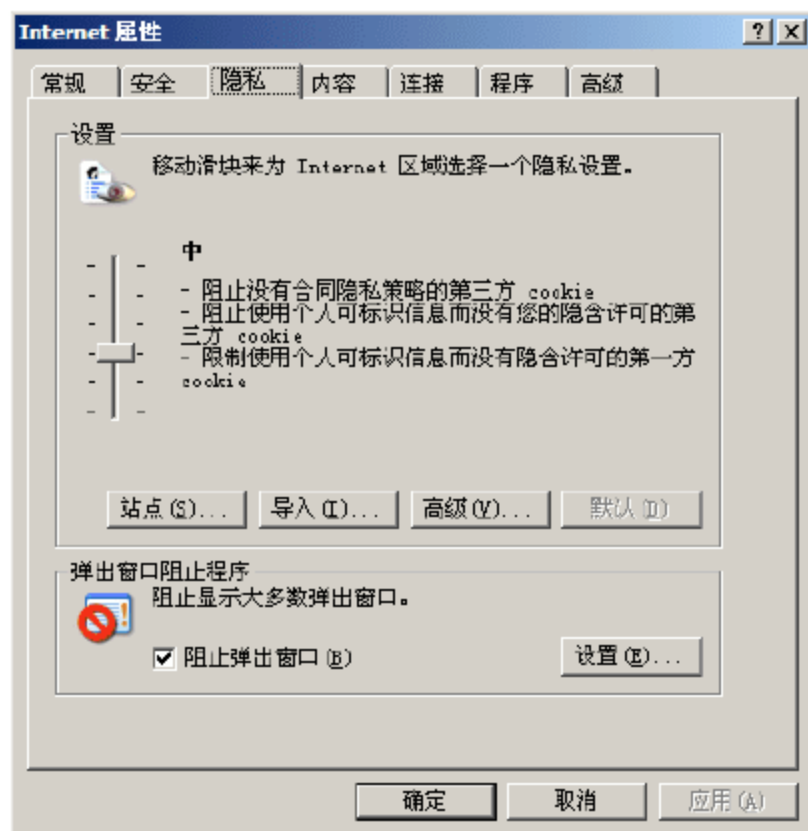 Internet 属性
常规 安全 隐私 内容 连接 程序 高级
设置
移动滑块来为 Internet 区域选择一个隐私设置。
中
- 阻止没有合同隐私策略的第三方 cookie
- 阻止使用个人可标识信息而没有您的隐含许可的第
三方 cookie
- 限制使用个人可标识信息而没有隐含许可的第一方
cookie
站点(S)... 导入(I)... 高级(V)... 默认(D)
弹出窗口阻止程序
阻止显示大多数弹出窗口。
阻止弹出窗口(B) 设置(E)...
确定 取消 应用(A)